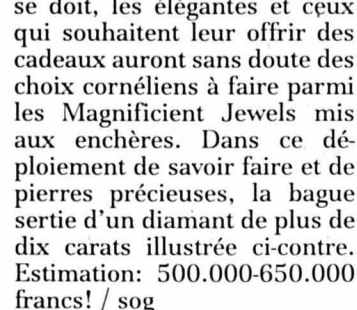 se doit, les élégantes et ceux
qui souhaitent leur offrir des
cadeaux auront sans doute des
choix cornéliens à faire parmi
les Magnificient Jewels mis
aux enchères. Dans ce dé-
ploiement de savoir faire et de
pierres précieuses, la bague
sertie d'un diamant de plus de
dix carats illustrée ci-contre.
Estimation: 500.000-650.000
francs! / sog